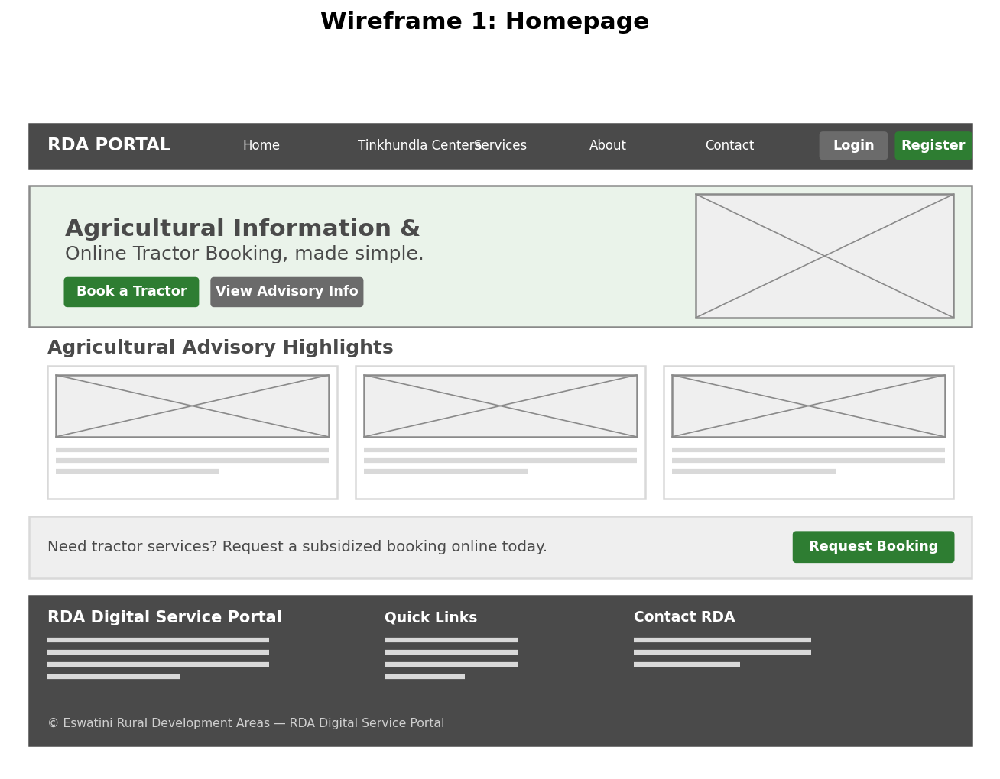 Wireframe 1: Homepage
RDA PORTAL Home Tinkhundla Centers Services About Contact Login Register
Agricultural Information &
Online Tractor Booking, made simple.
Book a Tractor View Advisory Info
Agricultural Advisory Highlights
Need tractor services? Request a subsidized booking online today. Request Booking
RDA Digital Service Portal Quick Links Contact RDA
© Eswatini Rural Development Areas — RDA Digital Service Portal